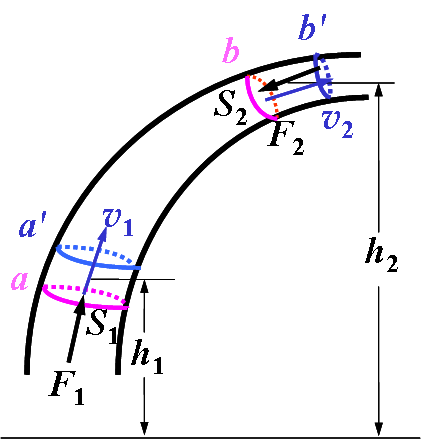 b b'
S₂
F₂ v₂
a' v₁
a
S₁
h₂
h₁
F₁